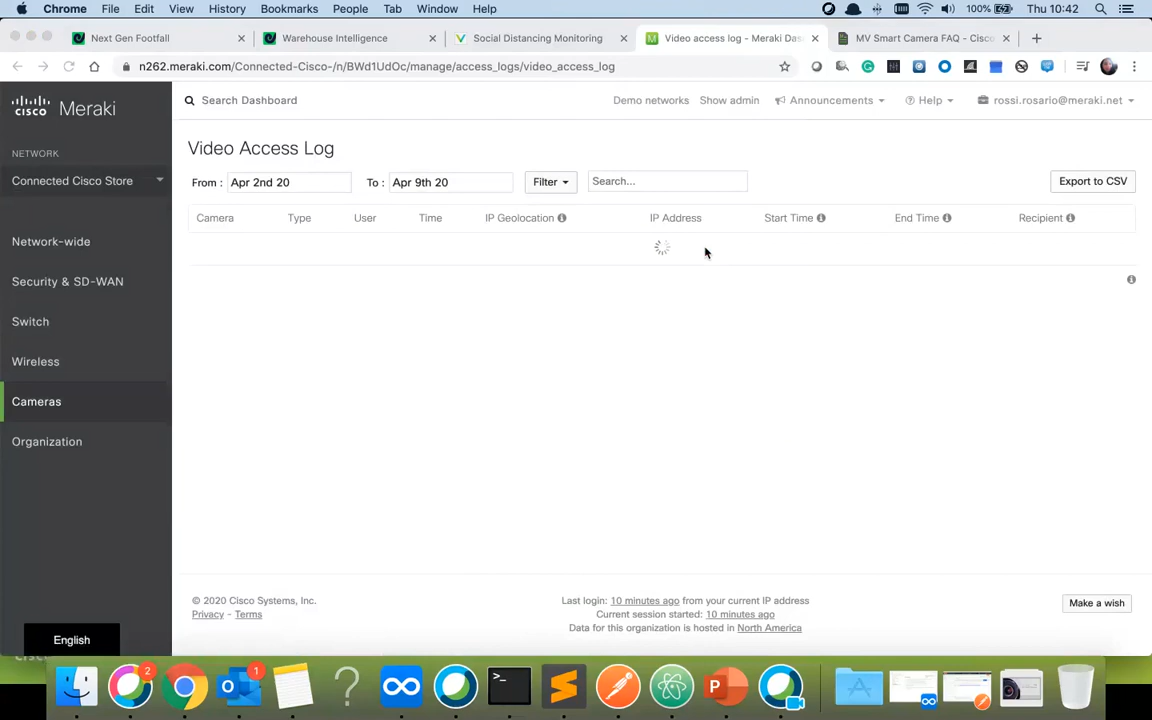 Chrome File Edit View History Bookmarks People Tab Window Help 100% Thu 10:42
Next Gen Footfall
Warehouse Intelligence
Social Distancing Monitoring
Video access log - Meraki Das
MV Smart Camera FAQ - Cisco
n262.meraki.com/Connected-Cisco-/n/BWd1UdOc/manage/access_logs/video_access_log
cisco Meraki
Search Dashboard
Demo networks Show admin Announcements Help rossi.rosario@meraki.net
NETWORK
Connected Cisco Store
Network-wide
Security & SD-WAN
Switch
Wireless
Cameras
Organization
Video Access Log
From : Apr 2nd 20 To : Apr 9th 20 Filter Search... Export to CSV
Camera Type User Time IP Geolocation IP Address Start Time End Time Recipient
© 2020 Cisco Systems, Inc.
Privacy - Terms
Last login: 10 minutes ago from your current IP address
Current session started: 10 minutes ago
Data for this organization is hosted in North America
Make a wish
English
2
1